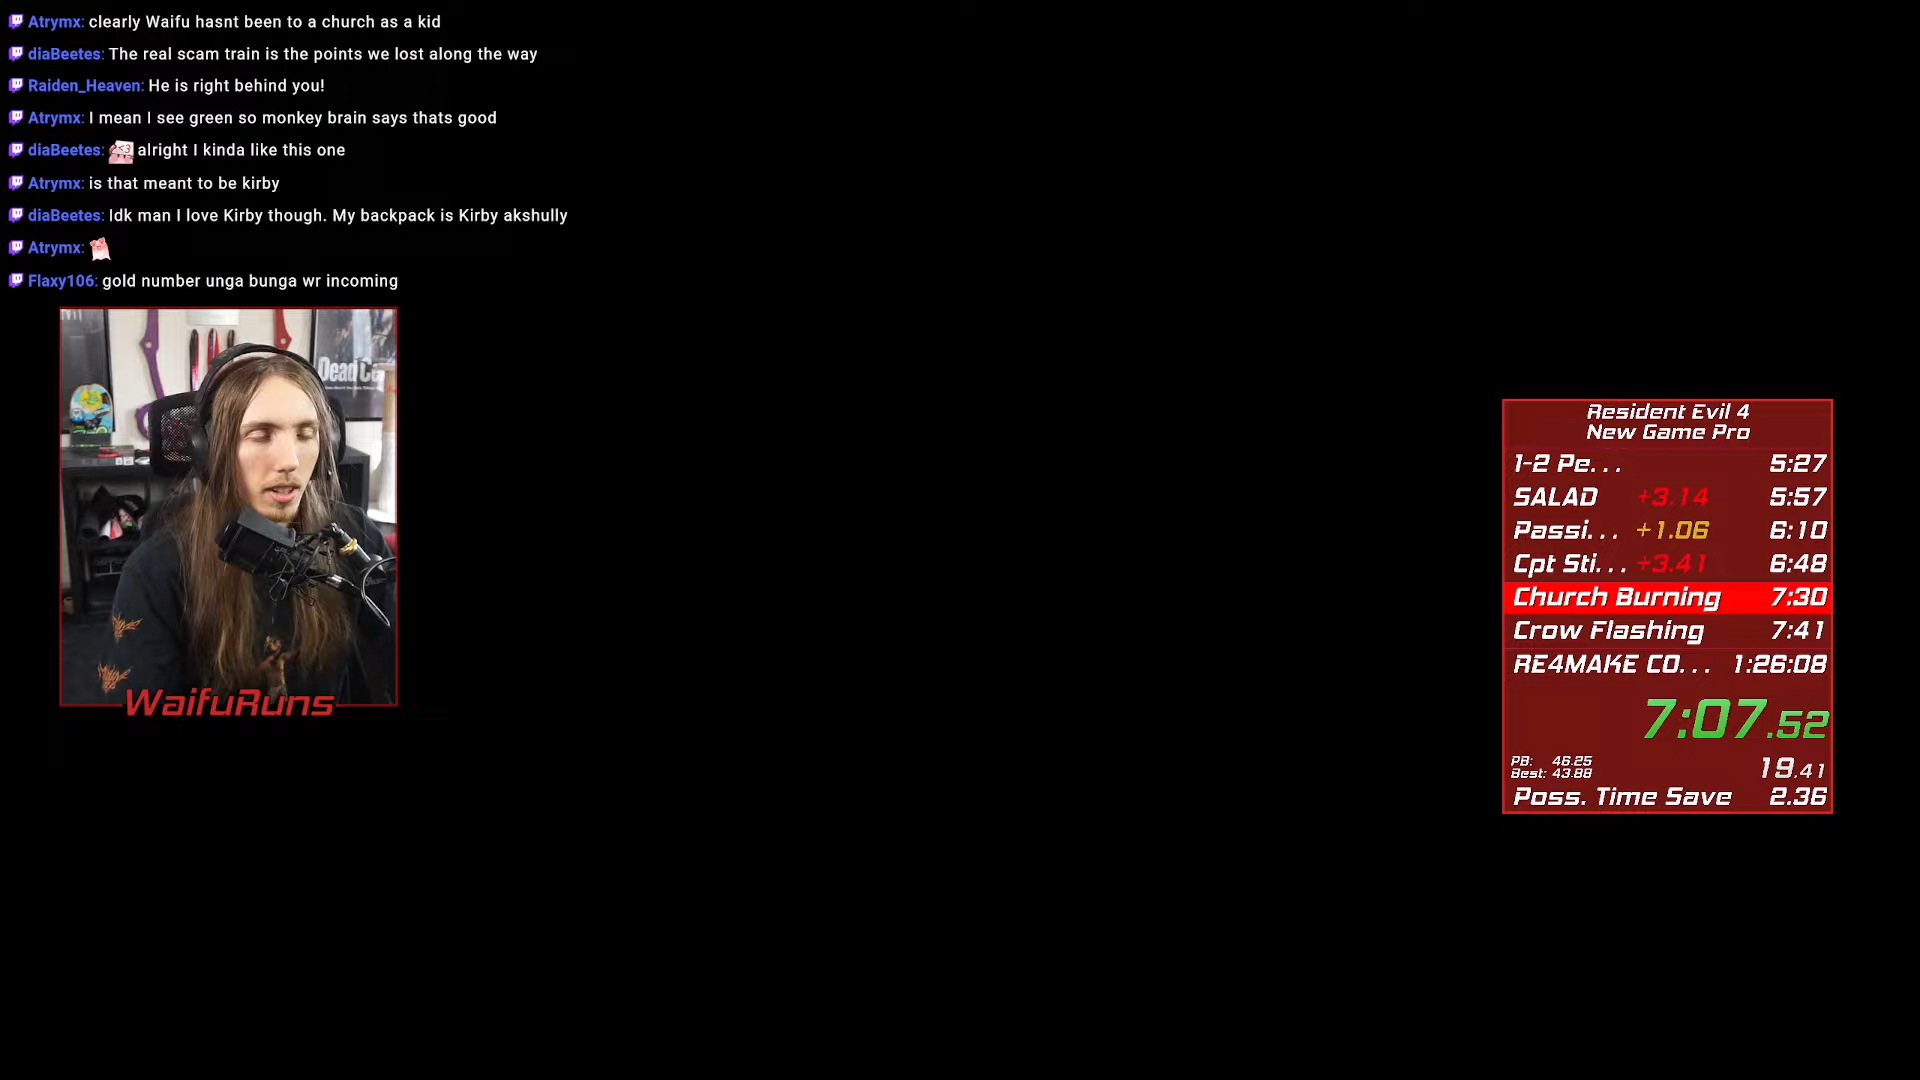 Atrymx: clearly Waifu hasnt been to a church as a kid
diaBeetes: The real scam train is the points we lost along the way
Raiden_Heaven: He is right behind you!
Atrymx: I mean I see green so monkey brain says thats good
diaBeetes: <3 alright I kinda like this one
Atrymx: is that meant to be kirby
diaBeetes: Idk man I love Kirby though. My backpack is Kirby akshully
Atrymx:
Flaxy106: gold number unga bunga wr incoming
Dead Ce
WaifuRuns
Resident Evil 4
New Game Pro
1-2 Pe... 5:27
SALAD +3.14 5:57
Passi... +1.06 6:10
Cpt Sti... +3.41 6:48
Church Burning 7:30
Crow Flashing 7:41
RE4MAKE CO... 1:26:08
7:07.52
PB: 46.25
Best: 43.88
19.41
Poss. Time Save 2.36